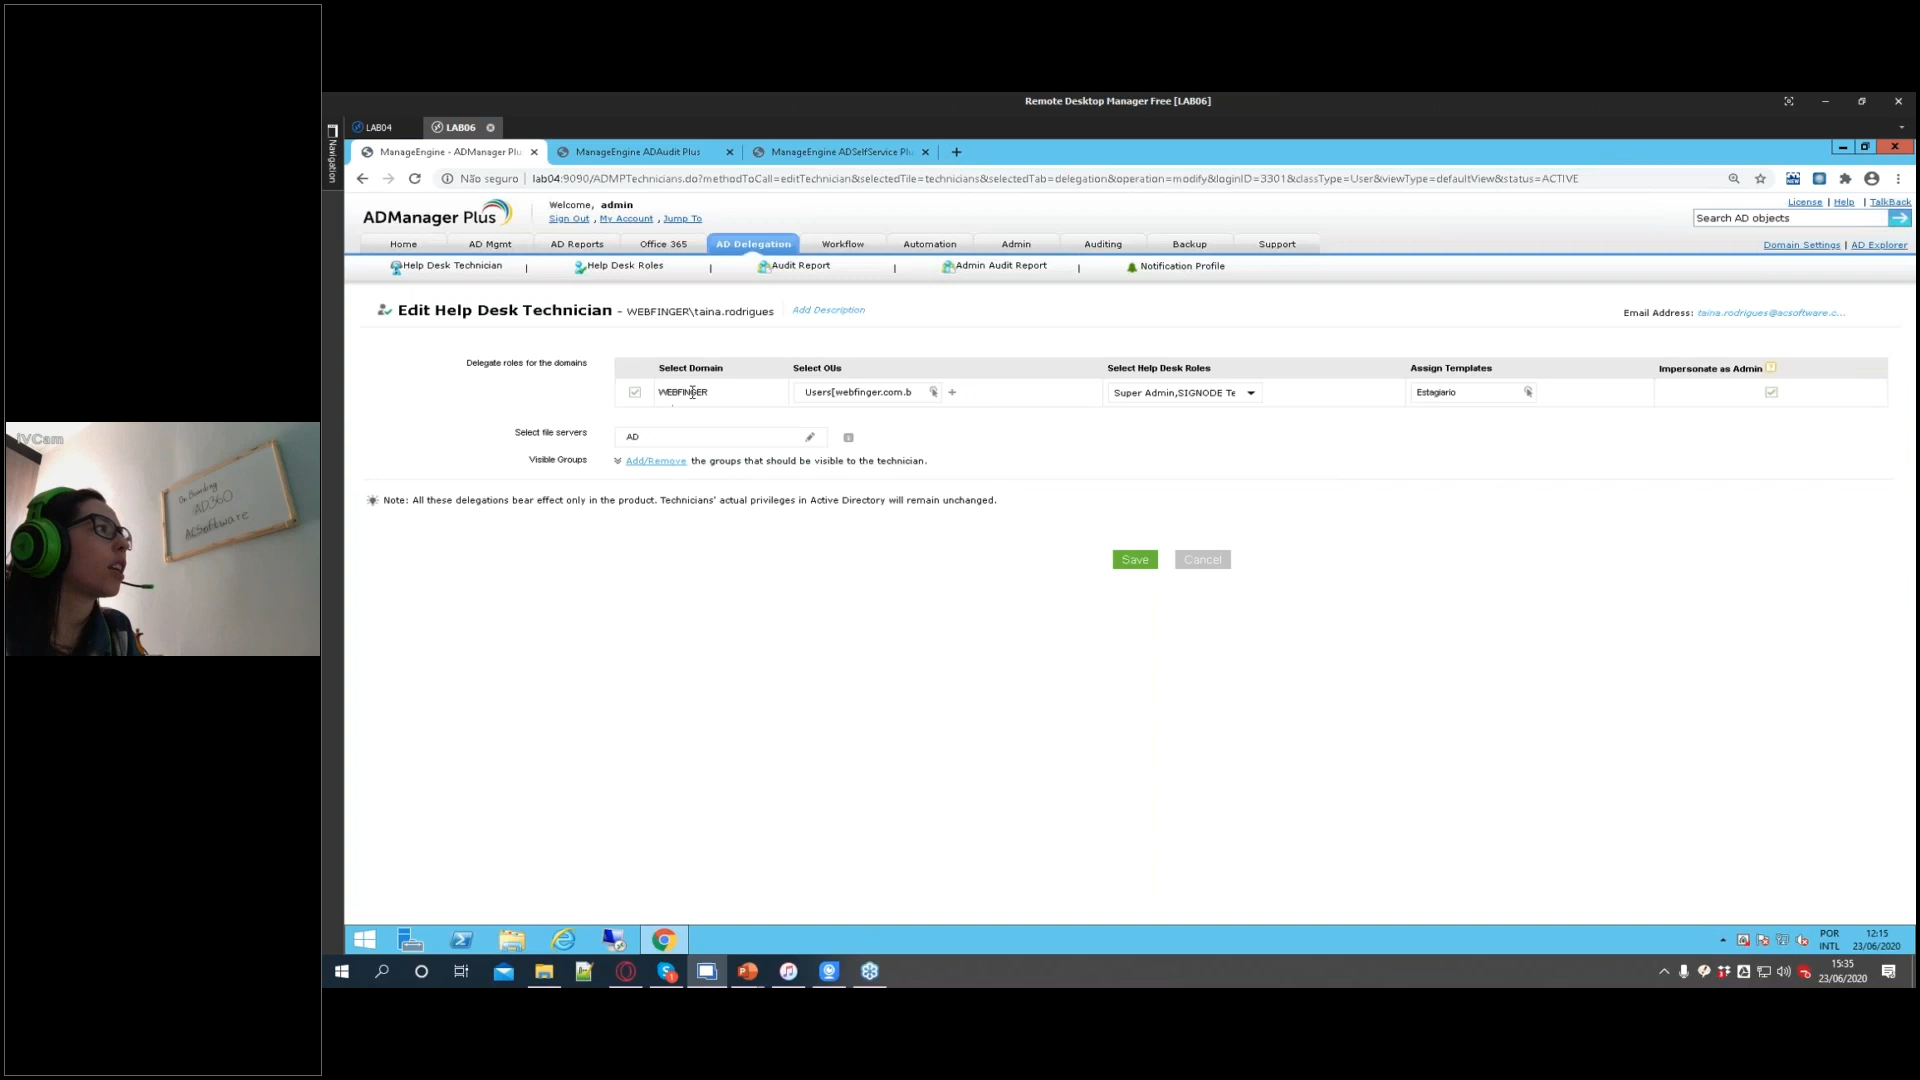 Remote Desktop Manager Free [LAB06]
LAB04
LAB06
Navigation
ManageEngine - ADManager Plu
ManageEngine ADAudit Plus
ManageEngine ADSelfService Plu
Não seguro
lab04:9090/ADMPTechnicians.do?methodToCall=editTechnician&selectedTile=technicians&selectedTab=delegation&operation=modify&loginID=3301&classType=User&viewType=defaultView&status=ACTIVE
ADManager Plus
Welcome, admin
Sign Out , My Account , Jump To
License | Help | TalkBack
Search AD objects
Home
AD Mgmt
AD Reports
Office 365
AD Delegation
Workflow
Automation
Admin
Auditing
Backup
Support
Domain Settings | AD Explorer
Help Desk Technician | Help Desk Roles | Audit Report | Admin Audit Report | Notification Profile
Edit Help Desk Technician - WEBFINGER\taina.rodrigues
Add Description
Email Address: taina.rodrigues@acsoftware.c...
Delegate roles for the domains
Select Domain
Select OUs
Select Help Desk Roles
Assign Templates
Impersonate as Admin
WEBFINGER
Users[webfinger.com.b
Super Admin,SIGNODE Te
Estagiario
Select file servers
AD
Visible Groups
Add/Remove the groups that should be visible to the technician.
Note: All these delegations bear effect only in the product. Technicians' actual privileges in Active Directory will remain unchanged.
Save
Cancel
iVCam
On Boarding
AD360
ACSoftware
POR
INTL
12:15
23/06/2020
15:35
23/06/2020